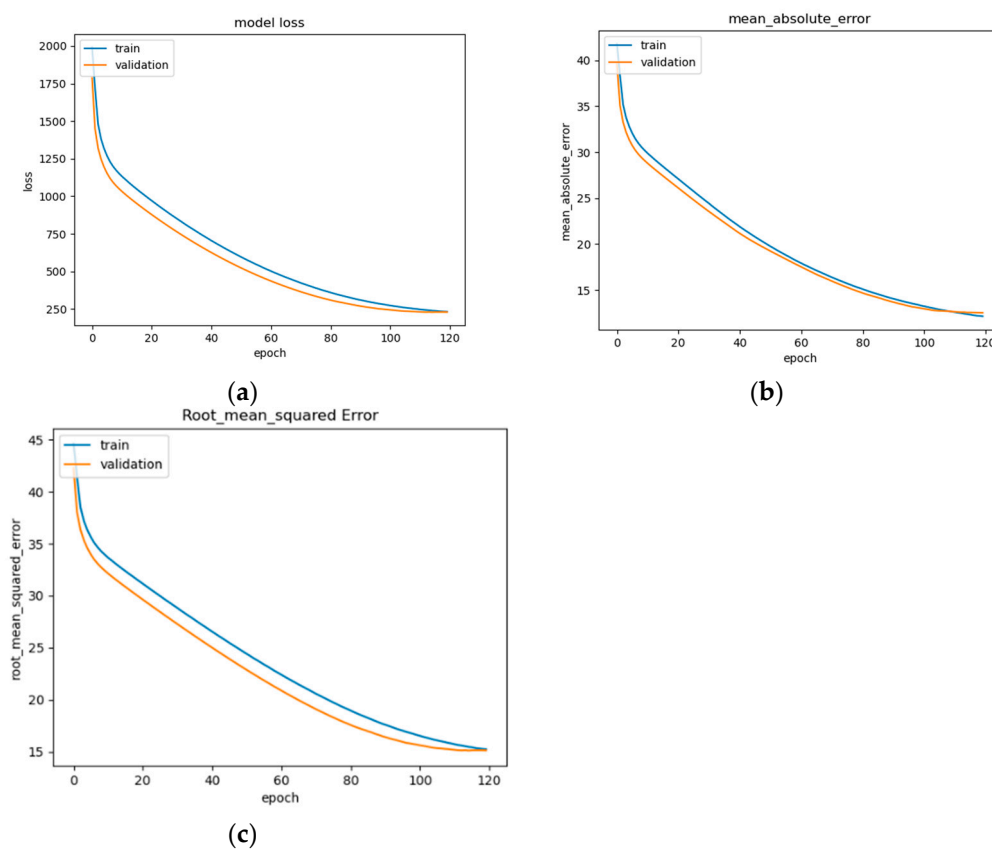 model loss
train
validation
2000
1750
1500
1250
1000
750
500
250
loss
0 20 40 60 80 100 120
epoch
(a)
mean_absolute_error
train
validation
40
35
30
25
20
15
mean_absolute_error
0 20 40 60 80 100 120
epoch
(b)
Root_mean_squared Error
train
validation
45
40
35
30
25
20
15
root_mean_squared_error
0 20 40 60 80 100 120
epoch
(c)